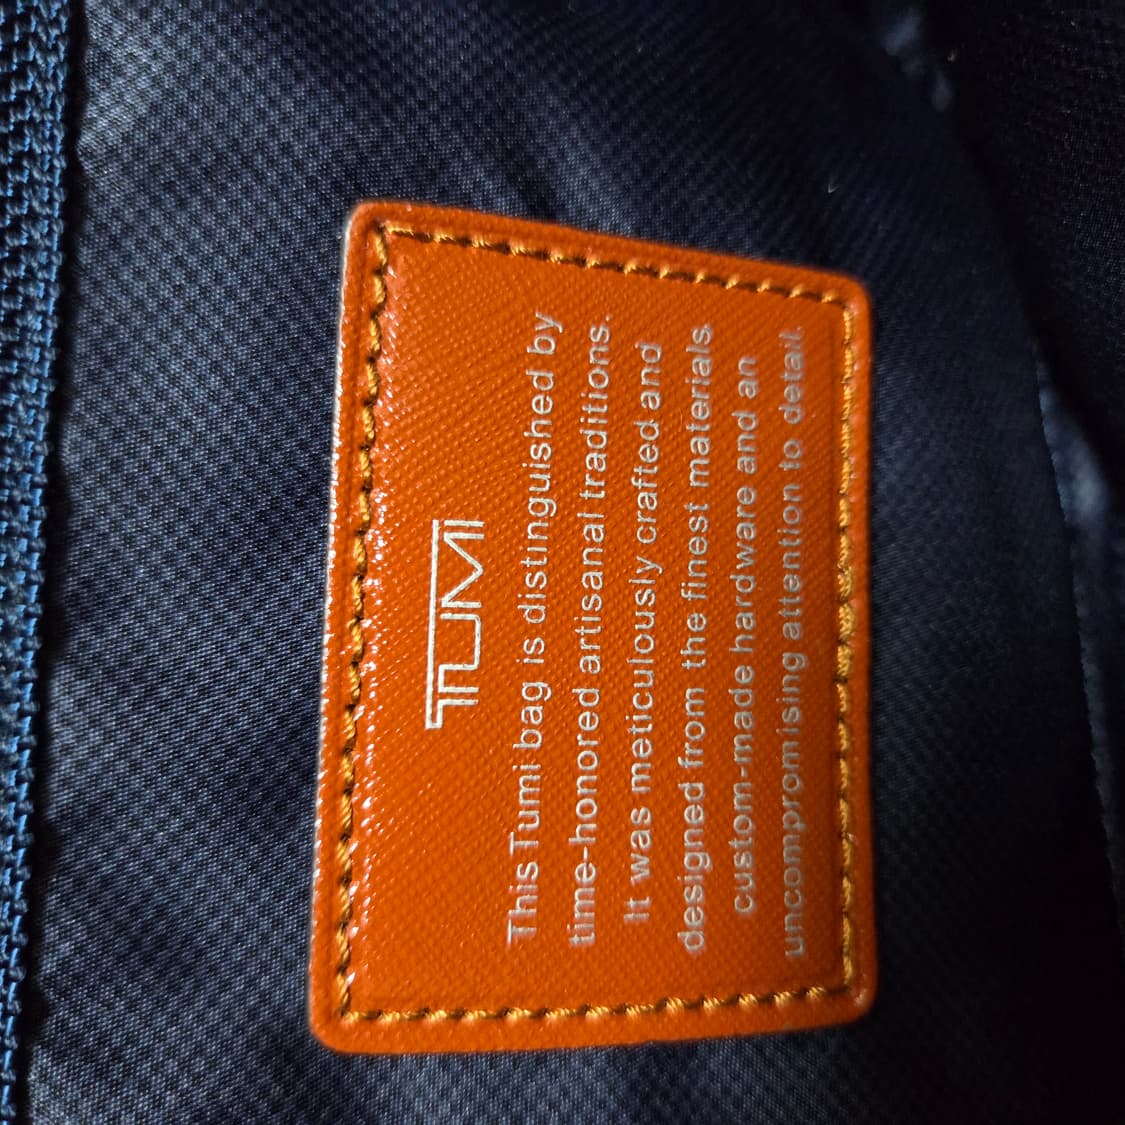 TUMI
This Tumi bag is distinguished by
time-honored artisanal traditions.
It was meticulously crafted and
designed from the finest materials,
custom-made hardware and an
uncompromising attention to detail.